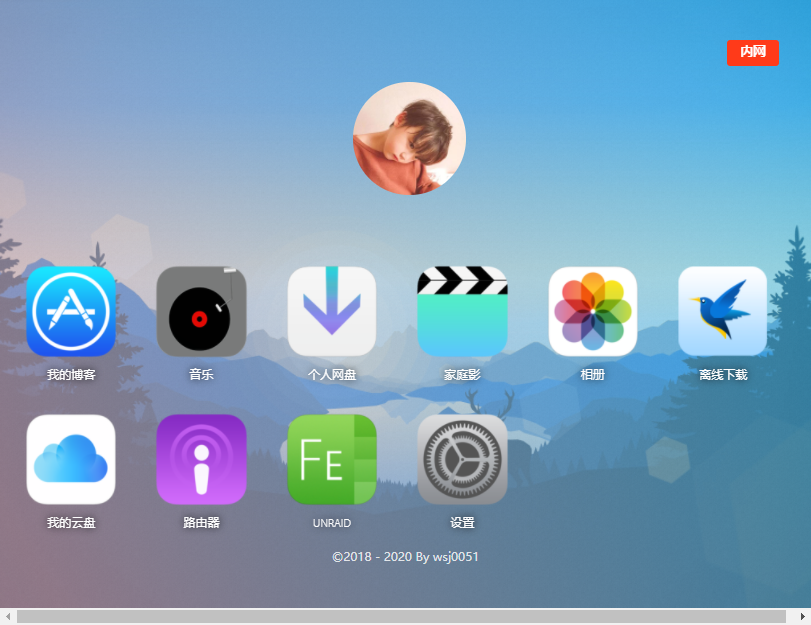 内网
我的博客
音乐
个人网盘
家庭影
相册
离线下载
Fe
我的云盘
路由器
UNRAID
设置
©2018 - 2020 By wsj0051